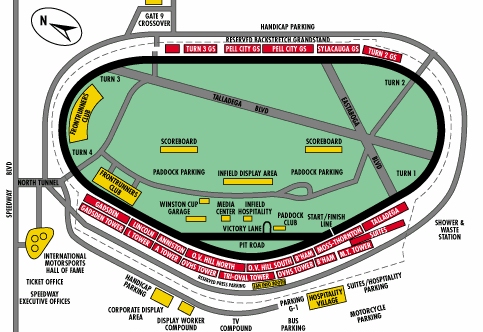 GATE 9
CROSSOVER
HANDICAP PARKING
N
RESERVED BACKSTRETCH GRANDSTAND
TURN 3 GS
PELL CITY GS
PELL CITY GS
SYLACAUGA GS
TURN 2 GS
TURN 3
TURN 2
TALLADEGA BLVD
EASTABOGA
BLVD
FRONTRUNNERS
CLUB
SCOREBOARD
SCOREBOARD
TURN 4
PADDOCK PARKING
INFIELD DISPLAY AREA
PADDOCK PARKING
TURN 1
SPEEDWAY BLVD
NORTH TUNNEL
FRONTRUNNERS
CLUB
WINSTON CUP
GARAGE
MEDIA
CENTER
INFIELD
HOSPITALITY
PADDOCK
CLUB
START/FINISH
LINE
VICTORY LANE
PIT ROAD
GADSDEN
LINCOLN
ANNISTON
O.V. HILL NORTH
O.V. HILL SOUTH
B'HAM
MOSS-THORNTON
TALLADEGA
GADSDEN TOWER
L TOWER
A TOWER
OVHS TOWER
TRI-OVAL TOWER
OVHS TOWER
B'HAM
M.T. TOWER
SUITES
RESERVED PRESS PARKING
SHOWER &
WASTE
STATION
INTERNATIONAL
MOTORSPORTS
HALL OF FAME
TICKET OFFICE
SPEEDWAY
EXECUTIVE OFFICES
HANDICAP
PARKING
CORPORATE DISPLAY
AREA
DISPLAY WORKER
COMPOUND
TV
COMPOUND
PARKING
G-1
BUS
PARKING
HOSPITALITY
VILLAGE
SUITES/HOSPITALITY
PARKING
MOTORCYCLE
PARKING